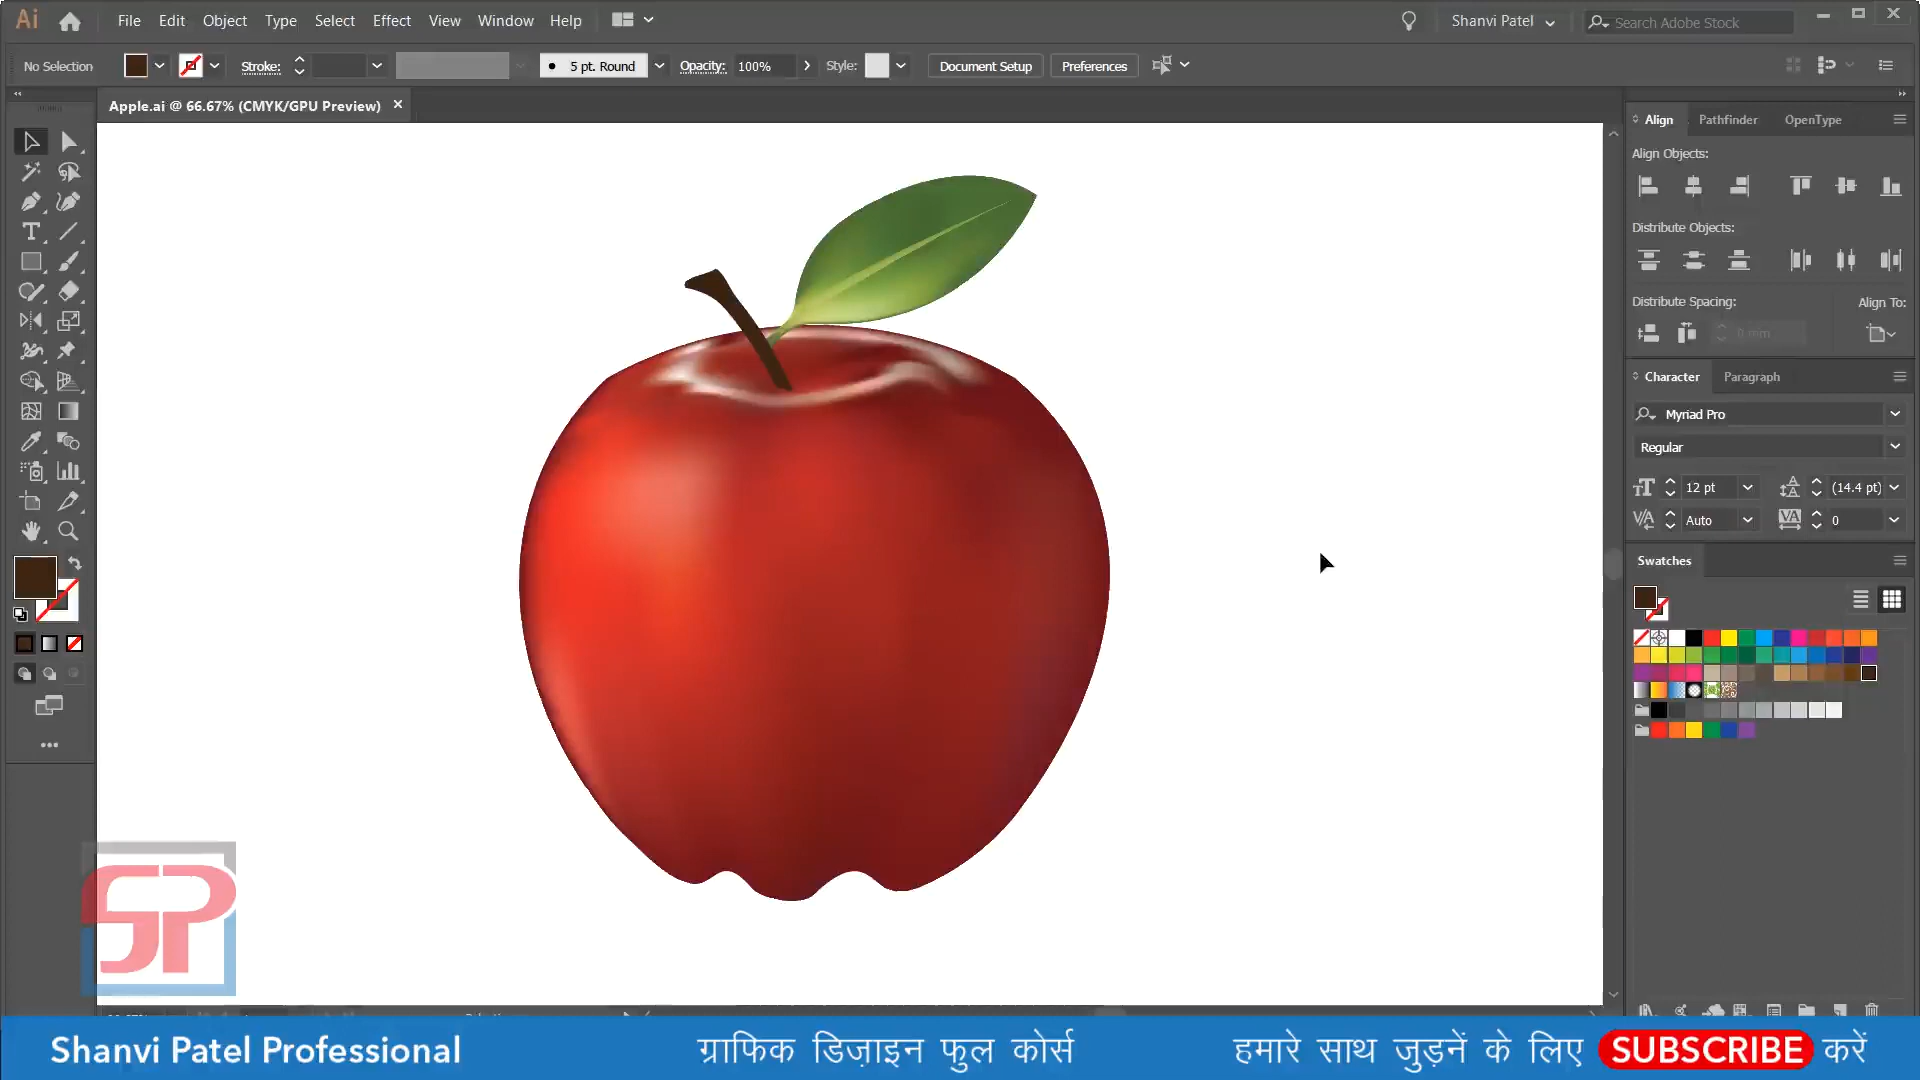 Ai File Edit Object Type Select Effect View Window Help Shanvi Patel Search Adobe Stock
No Selection Stroke: 5 pt. Round Opacity: 100% Style: Document Setup Preferences
Apple.ai @ 66.67% (CMYK/GPU Preview)
Align Pathfinder OpenType
Align Objects:
Distribute Objects:
Distribute Spacing: Align To:
0 mm
Character Paragraph
Myriad Pro
Regular
12 pt (14.4 pt)
Auto 0
Swatches
SP
Shanvi Patel Professional ग्राफिक डिज़ाइन फुल कोर्स हमारे साथ जुड़नें के लिए SUBSCRIBE करें